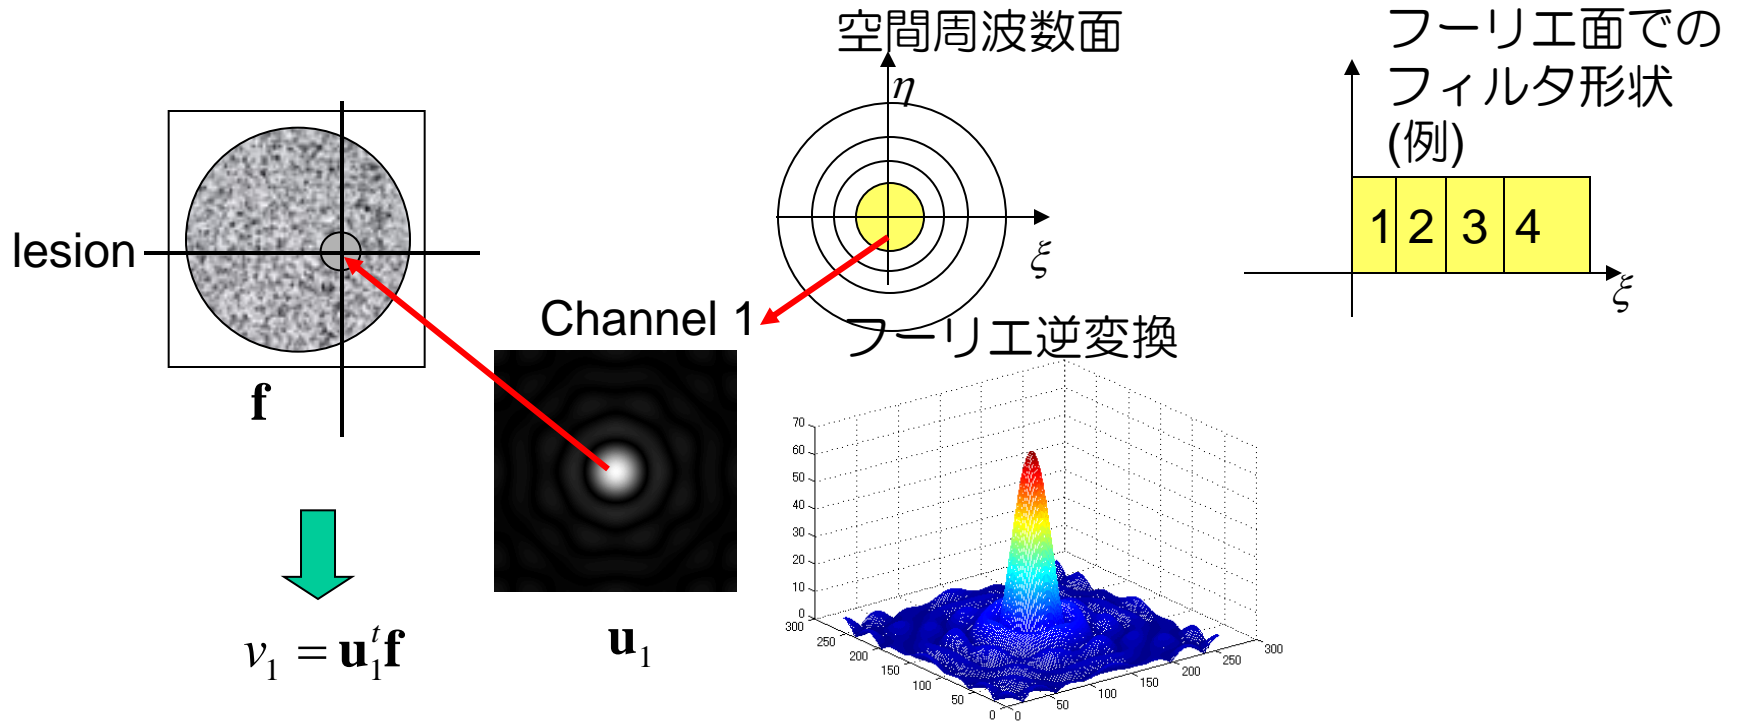 空間周波数面
フーリエ面での
フィルタ形状
(例)
η
ξ
1 2 3 4
ξ
lesion
f
Channel 1
フーリエ逆変換
u₁
v₁ = u₁ᵗf
70
60
50
40
30
20
10
0
300
250
200
150
100
50
0
0
50
100
150
200
250
300